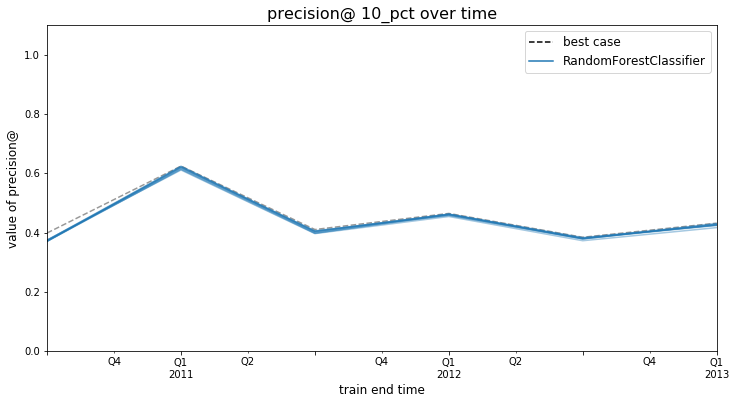 precision@ 10_pct over time
best case
RandomForestClassifier
value of precision@
1.0
0.8
0.6
0.4
0.2
0.0
Q4 Q1 Q2 Q4 Q1 Q2 Q4 Q1
2011 2012 2013
train end time